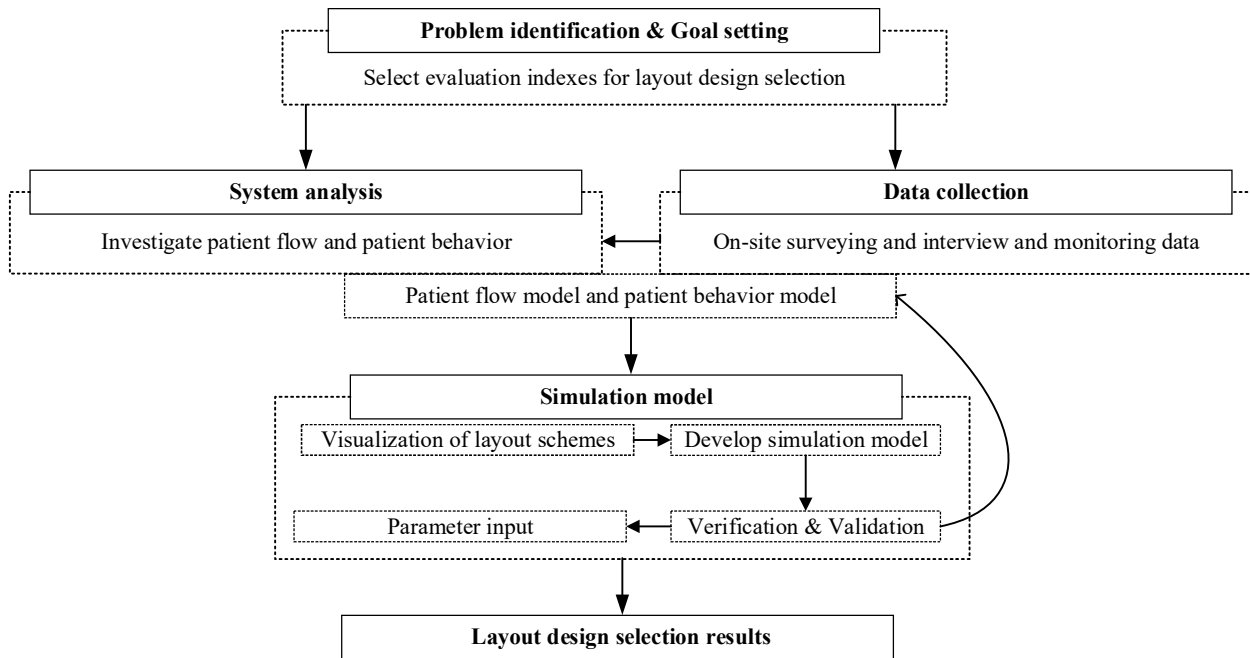 Problem identification & Goal setting
Select evaluation indexes for layout design selection
System analysis
Data collection
Investigate patient flow and patient behavior
On-site surveying and interview and monitoring data
Patient flow model and patient behavior model
Simulation model
Visualization of layout schemes
Develop simulation model
Parameter input
Verification & Validation
Layout design selection results